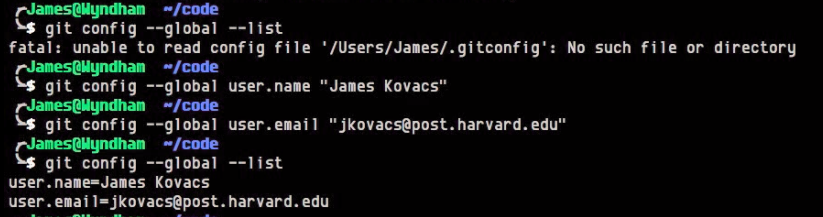 James@Wyndham ~/code
$ git config --global --list
fatal: unable to read config file '/Users/James/.gitconfig': No such file or directory
James@Wyndham ~/code
$ git config --global user.name "James Kovacs"
James@Wyndham ~/code
$ git config --global user.email "jkovacs@post.harvard.edu"
James@Wyndham ~/code
$ git config --global --list
user.name=James Kovacs
user.email=jkovacs@post.harvard.edu